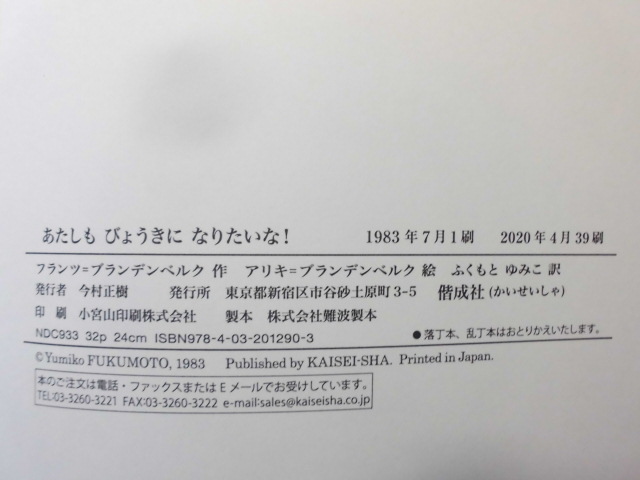 あたしも びょうきに なりたいな! 1983年7月1刷 2020年4月39刷
フランツ=ブランデンベルク 作 アリキ=ブランデンベルク 絵 ふくもと ゆみこ 訳
発行者 今村正樹 発行所 東京都新宿区市谷砂土原町3-5 偕成社(かいせいしゃ)
印 刷 小宮山印刷株式会社 製本 株式会社難波製本
NDC933 32p 24cm ISBN978-4-03-201290-3 ●落丁本、乱丁本はおとりかえいたします。
©Yumiko FUKUMOTO, 1983 Published by KAISEI-SHA. Printed in Japan.
本のご注文は電話・ファックスまたはEメールでお受けしています。
TEL:03-3260-3221 FAX:03-3260-3222 e-mail:sales@kaiseisha.co.jp